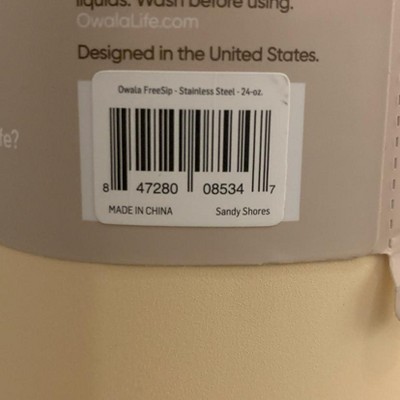 liquids. Wash before using.
OwalaLife.com
Designed in the United States.
Owala FreeSip - Stainless Steel - 24-oz.
8 47280 08534 7
MADE IN CHINA Sandy Shores
fe?